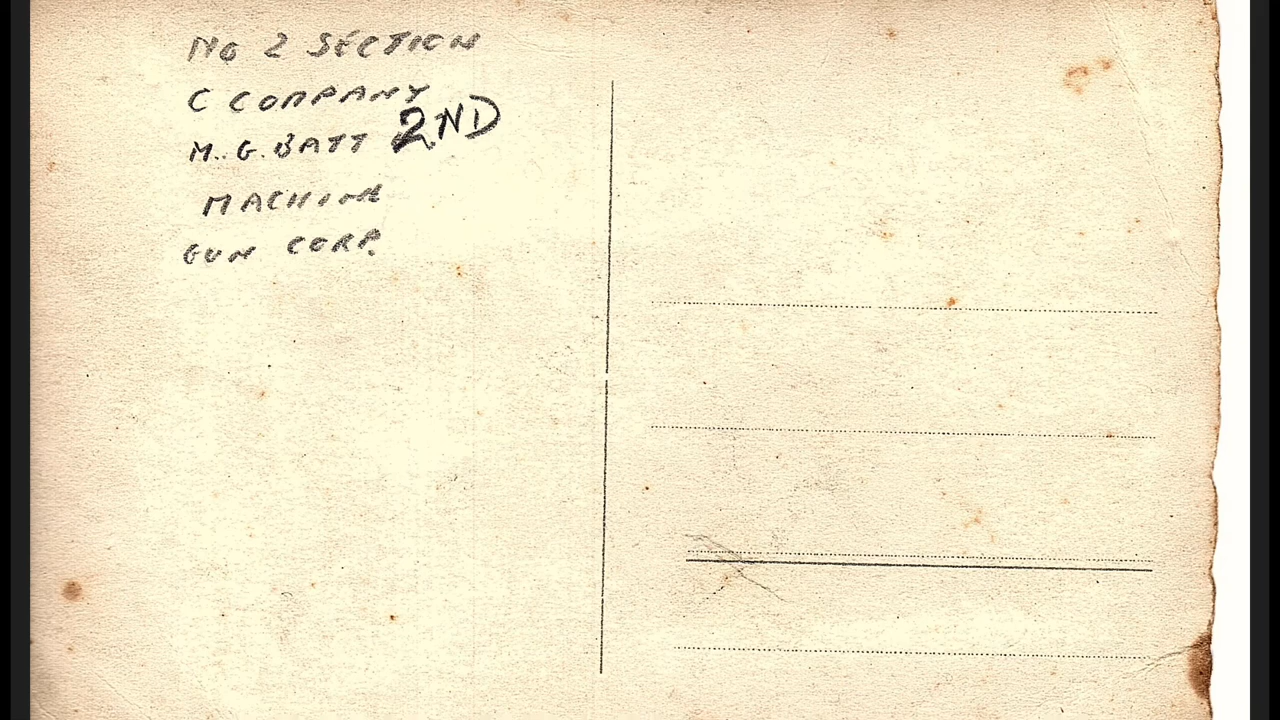 No 2 SECTION
C COMPANY
M.. G. BATT 2ND
MACHINE
GUN CORP.